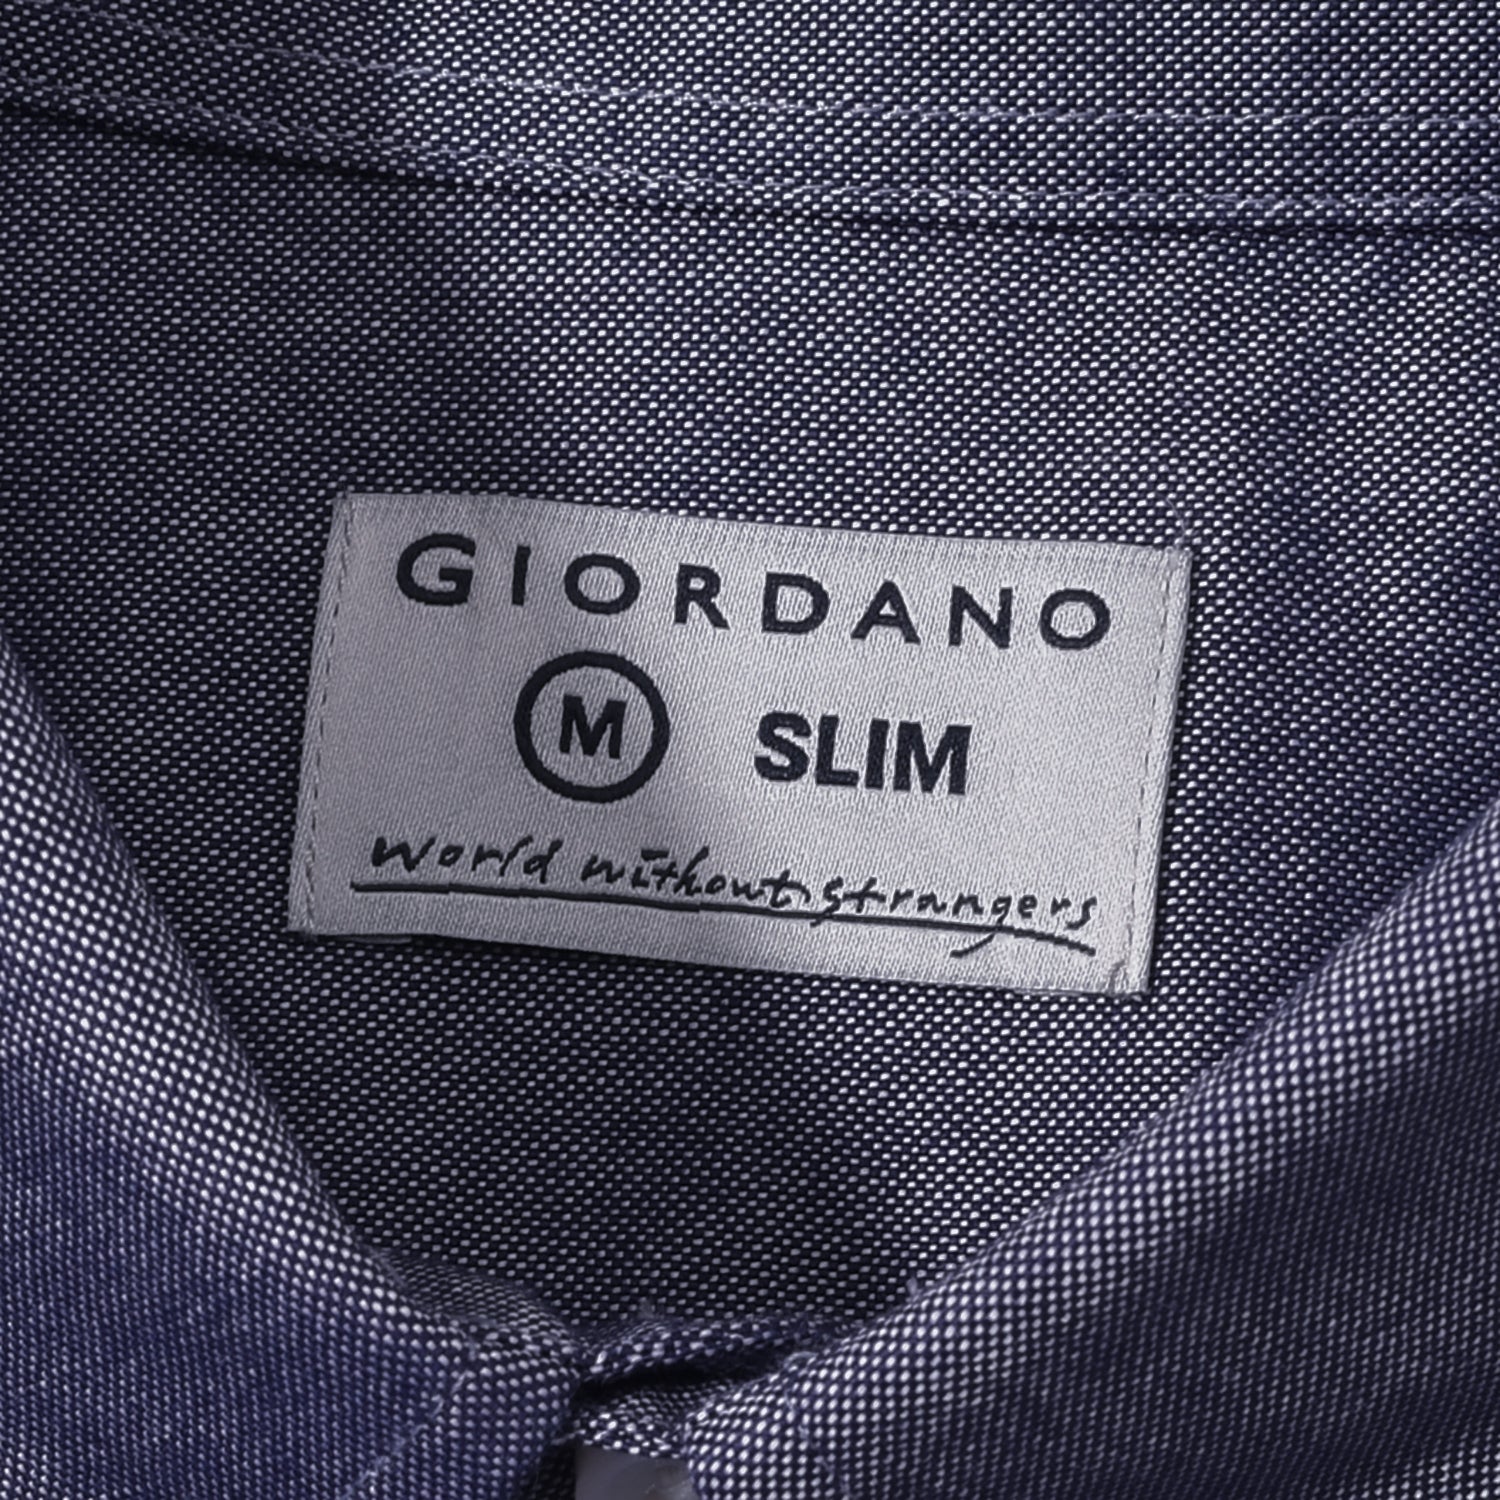 GIORDANO
M SLIM
World without strangers